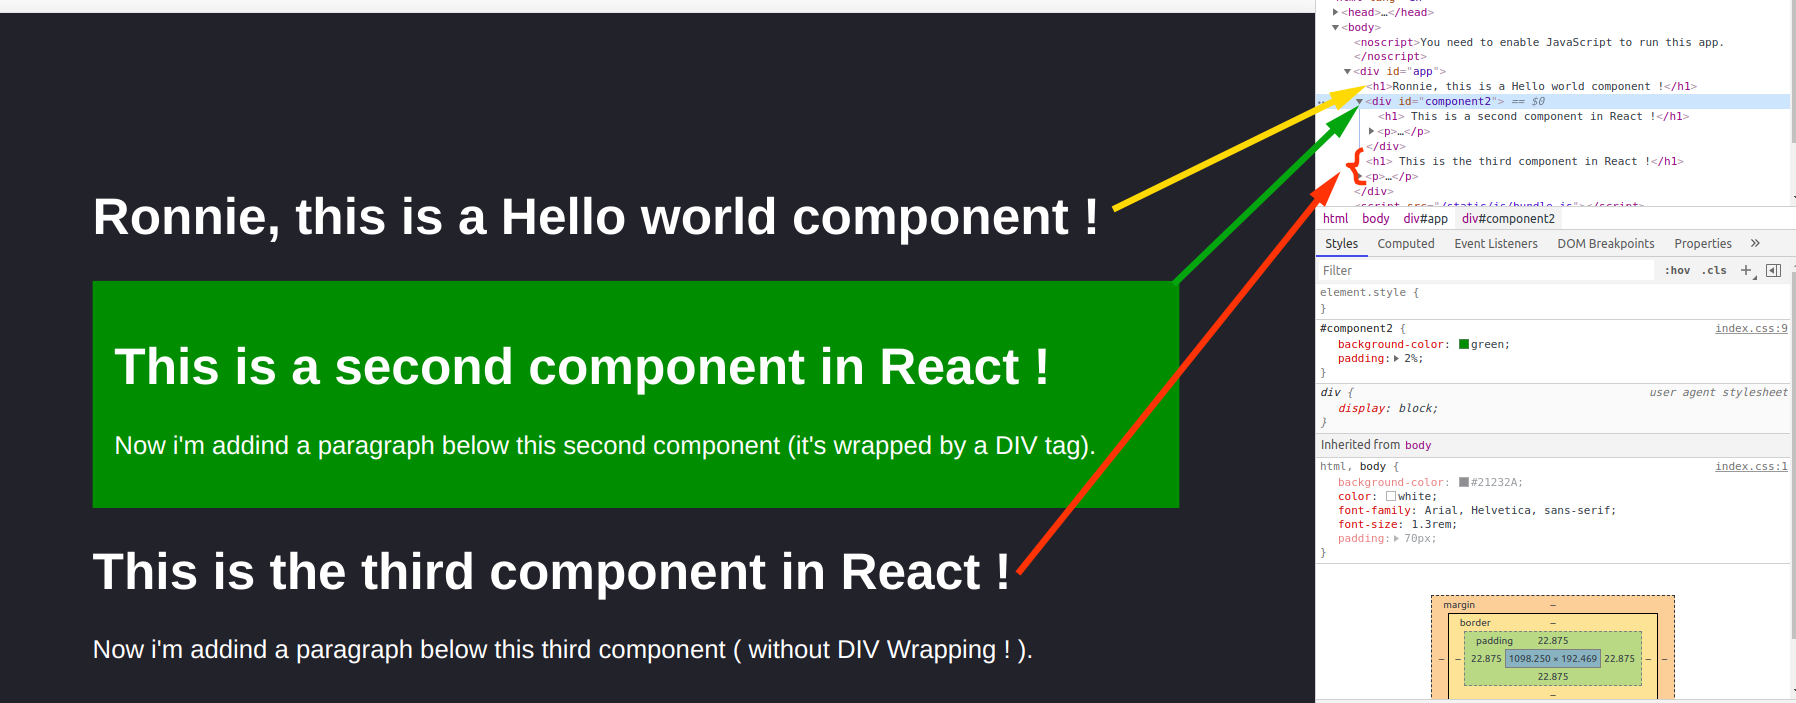 Ronnie, this is a Hello world component !
This is a second component in React !
Now i'm addind a paragraph below this second component (it's wrapped by a DIV tag).
This is the third component in React !
Now i'm addind a paragraph below this third component ( without DIV Wrapping ! ).
<head>…</head>
<body>
<noscript>You need to enable JavaScript to run this app.
</noscript>
<div id="app">
<h1>Ronnie, this is a Hello world component !</h1>
<div id="component2"> == $0
<h1> This is a second component in React !</h1>
<p>…</p>
</div>
{
<h1> This is the third component in React !</h1>
<p>…</p>
</div>
<script src="/static/js/bundle.js"></script>
html body div#app div#component2
Styles Computed Event Listeners DOM Breakpoints Properties »
Filter :hov .cls +
element.style {
}
#component2 { index.css:9
background-color: green;
padding: 2%;
}
div { user agent stylesheet
display: block;
}
Inherited from body
html, body { index.css:1
background-color: #21232A;
color: white;
font-family: Arial, Helvetica, sans-serif;
font-size: 1.3rem;
padding: 70px;
}
margin –
border –
padding 22.875
– – 22.875 1098.250 × 192.469 22.875 – –
22.875
–